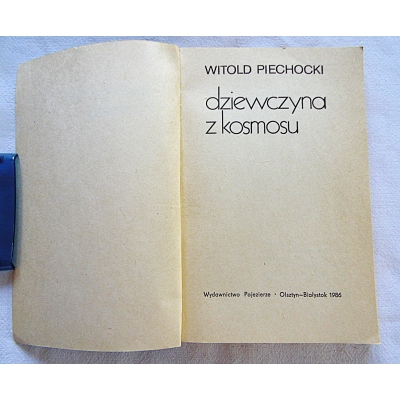 WITOLD PIECHOCKI
dziewczyna
z kosmosu
Wydawnictwo Pojezierze • Olsztyn—Białystok 1986